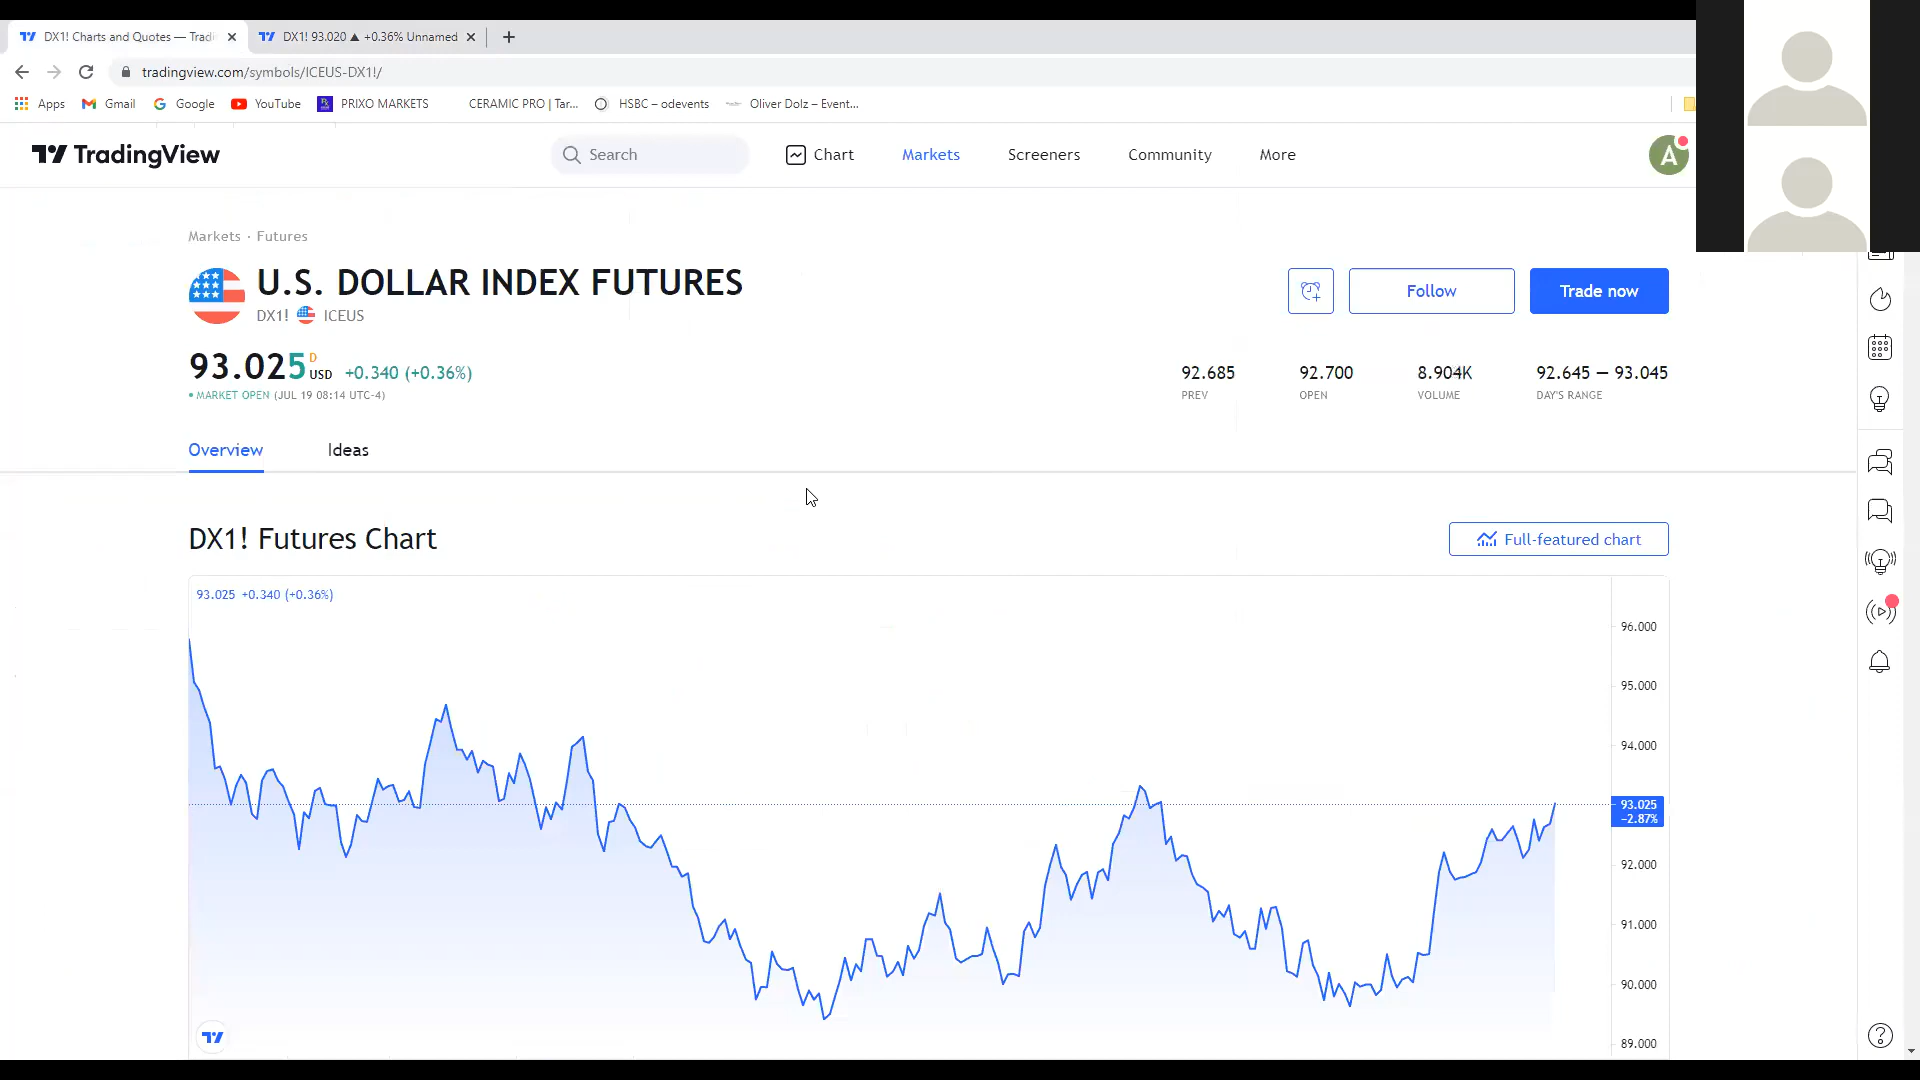 DX1! Charts and Quotes — Tradi
DX1! 93.020 ▲ +0.36% Unnamed
tradingview.com/symbols/ICEUS-DX1!/
Apps Gmail Google YouTube PRIXO MARKETS CERAMIC PRO | Tar... HSBC – odevents Oliver Dolz – Event...
TradingView
Search
Chart Markets Screeners Community More
A
Markets · Futures
U.S. DOLLAR INDEX FUTURES
DX1! ICEUS
Follow
Trade now
93.025 D USD +0.340 (+0.36%)
• MARKET OPEN (JUL 19 08:14 UTC-4)
92.685 92.700 8.904K 92.645 — 93.045
PREV OPEN VOLUME DAY'S RANGE
Overview Ideas
DX1! Futures Chart
Full-featured chart
93.025 +0.340 (+0.36%)
96.000
95.000
94.000
93.025
−2.87%
92.000
91.000
90.000
89.000